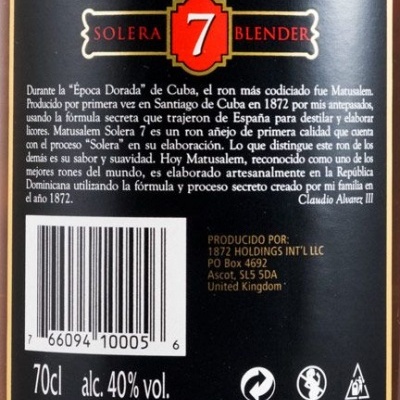 SOLERA 7 BLENDER
Durante la "Época Dorada" de Cuba, el ron más codiciado fue Matusalem.
Producido por primera vez en Santiago de Cuba en 1872 por mis antepasados,
usando la fórmula secreta que trajeron de España para destilar y elaborar
licores. Matusalem Solera 7 es un ron añejo de primera calidad que cuenta
con el proceso "Solera" en su elaboración. Lo que distingue este ron de los
demás es su sabor y suavidad. Hoy Matusalem, reconocido como uno de los
mejores rones del mundo, es elaborado artesanalmente en la República
Dominicana utilizando la fórmula y proceso secreto creado por mi familia en
el año 1872. Claudio Alvarez III
PRODUCIDO POR:
1872 HOLDINGS INT'L LLC
PO Box 4692
Ascot, SL5 5DA
United Kingdom
7 66094 10005 6
70cl alc. 40% vol.